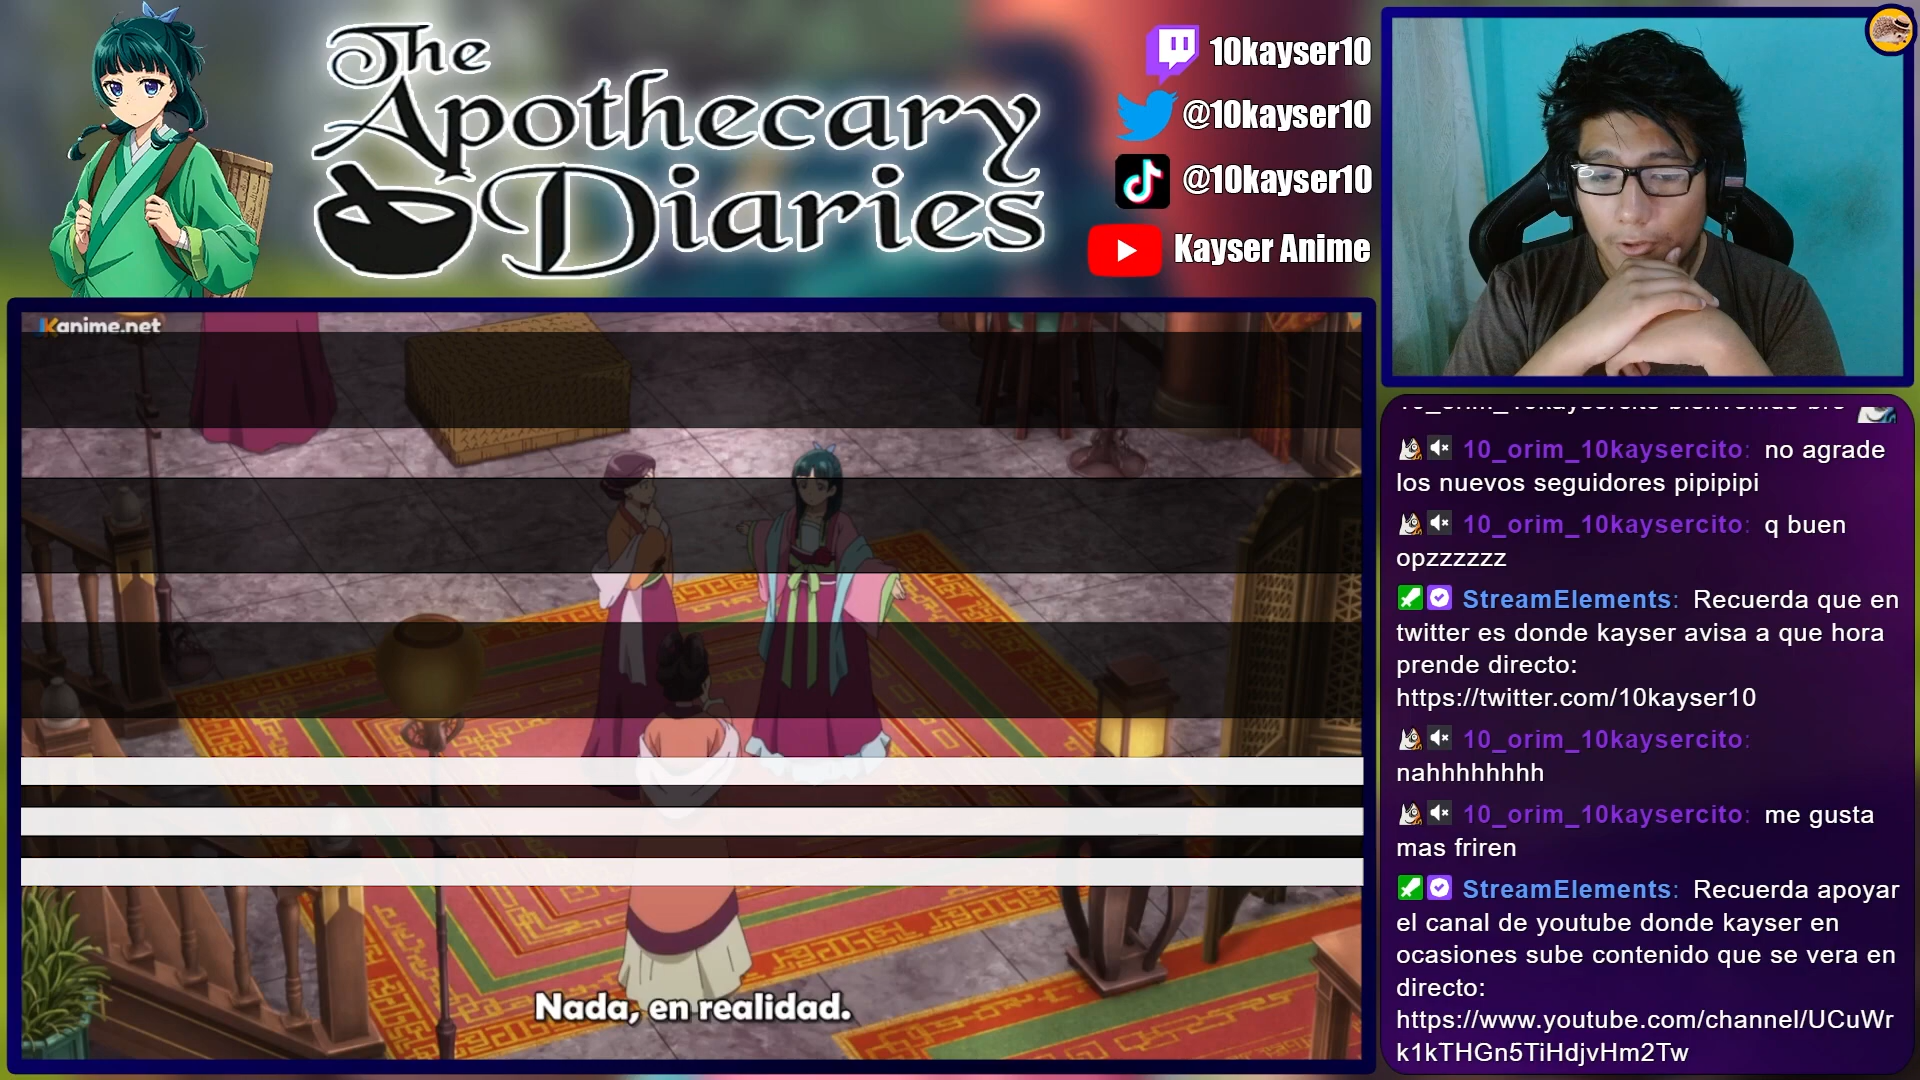 The
Apothecary
Diaries
10kayser10
@10kayser10
@10kayser10
Kayser Anime
kanime.net
Nada, en realidad.
10_orim_10kaysercito: no agrade
los nuevos seguidores pipipipi
10_orim_10kaysercito: q buen
opzzzzzz
StreamElements: Recuerda que en
twitter es donde kayser avisa a que hora
prende directo:
https://twitter.com/10kayser10
10_orim_10kaysercito:
nahhhhhhhh
10_orim_10kaysercito: me gusta
mas friren
StreamElements: Recuerda apoyar
el canal de youtube donde kayser en
ocasiones sube contenido que se vera en
directo:
https://www.youtube.com/channel/UCuWr
k1kTHGn5TiHdjvHm2Tw